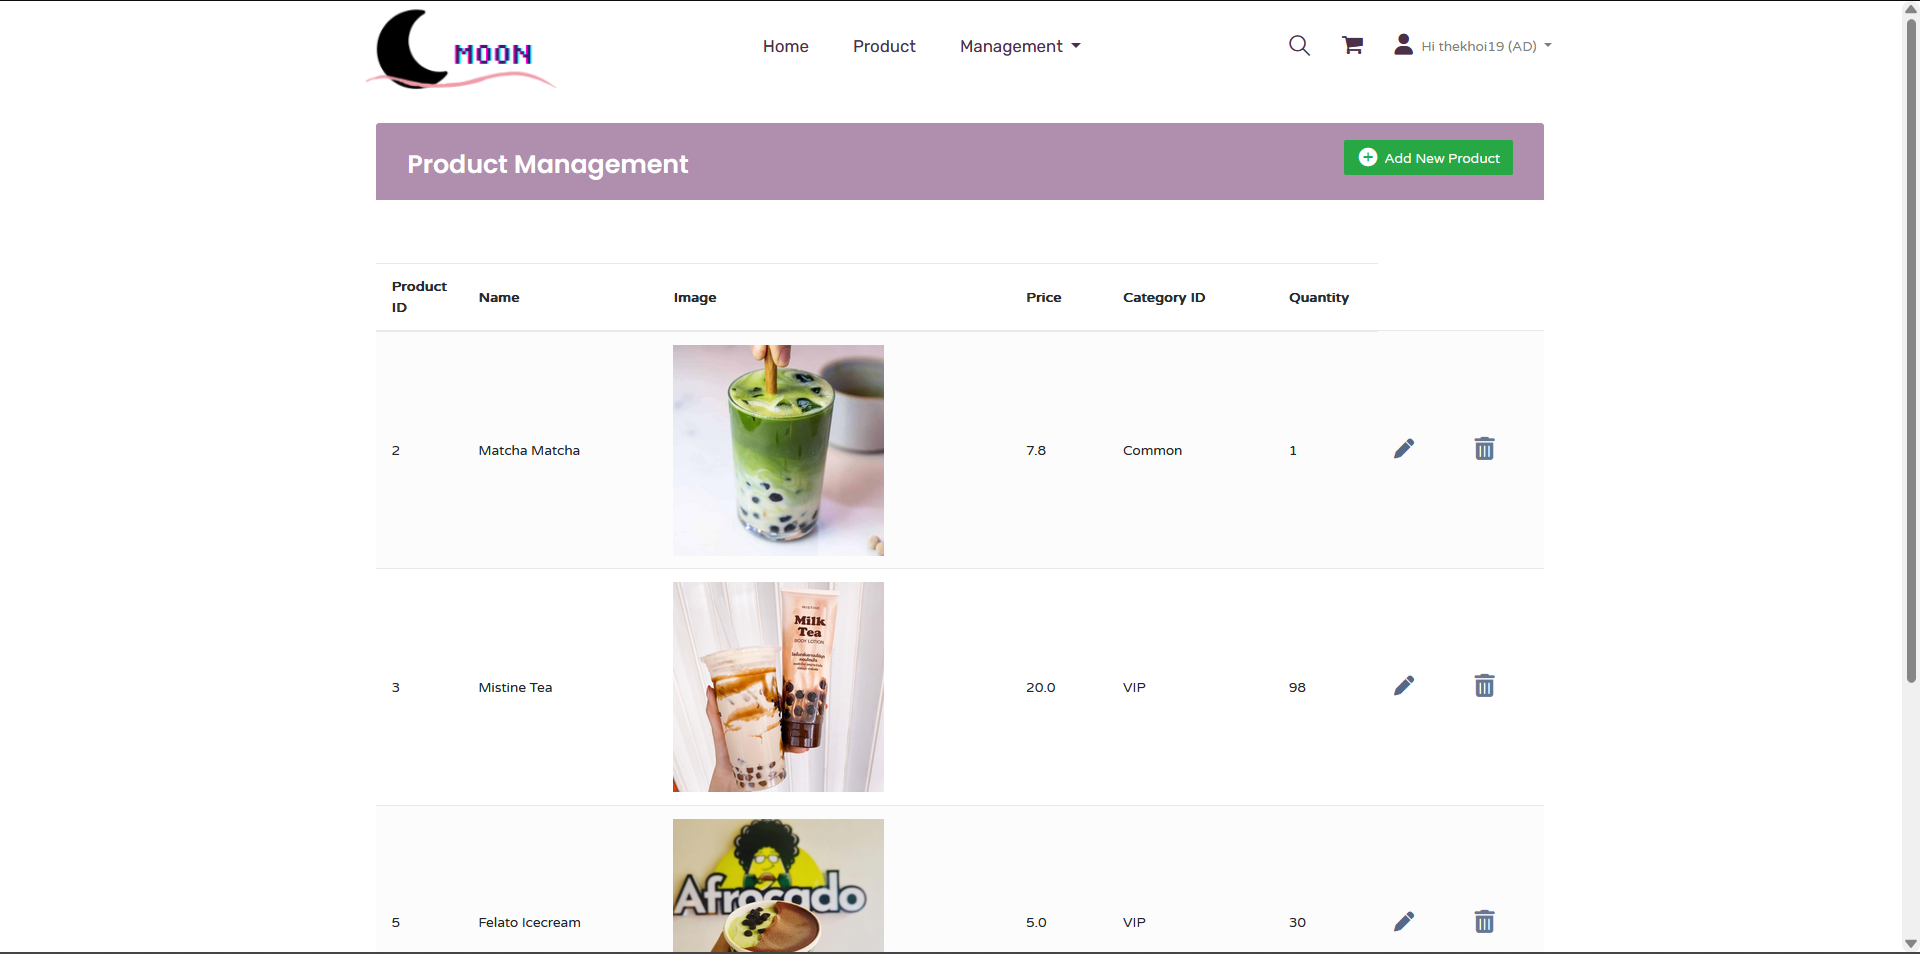 MOON
Home Product Management
Hi thekhoi19 (AD)
Product Management
Add New Product
Product
ID
Name Image Price Category ID Quantity
2 Matcha Matcha 7.8 Common 1
Milk
Tea
BODY LOTION
3 Mistine Tea 20.0 VIP 98
Afrocado
5 Felato Icecream 5.0 VIP 30